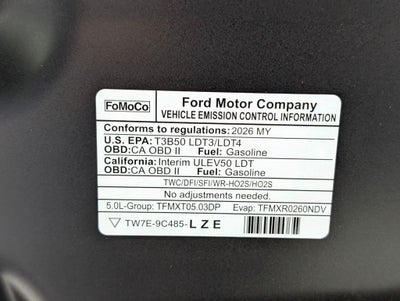 FoMoCo
Ford Motor Company
VEHICLE EMISSION CONTROL INFORMATION
Conforms to regulations: 2026 MY
U.S. EPA: T3B50 LDT3/LDT4
OBD:CA OBD II Fuel: Gasoline
California: Interim ULEV50 LDT
OBD:CA OBD II Fuel: Gasoline
TWC/DFI/SFI/WR-HO2S/HO2S
No adjustments needed.
5.0L-Group: TFMXT05.03DP Evap: TFMXR0260NDV
TW7E-9C485-LZE